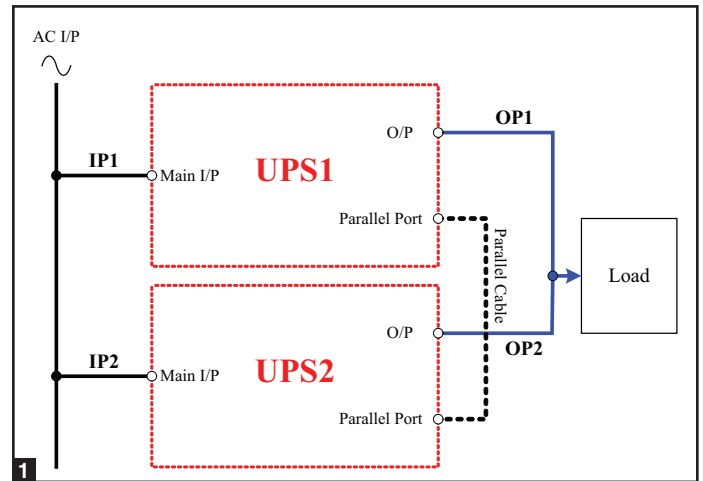 AC I/P
IP1
Main I/P
UPS1
O/P
OP1
Parallel Port
Parallel Cable
Load
IP2
Main I/P
UPS2
O/P
OP2
Parallel Port
1